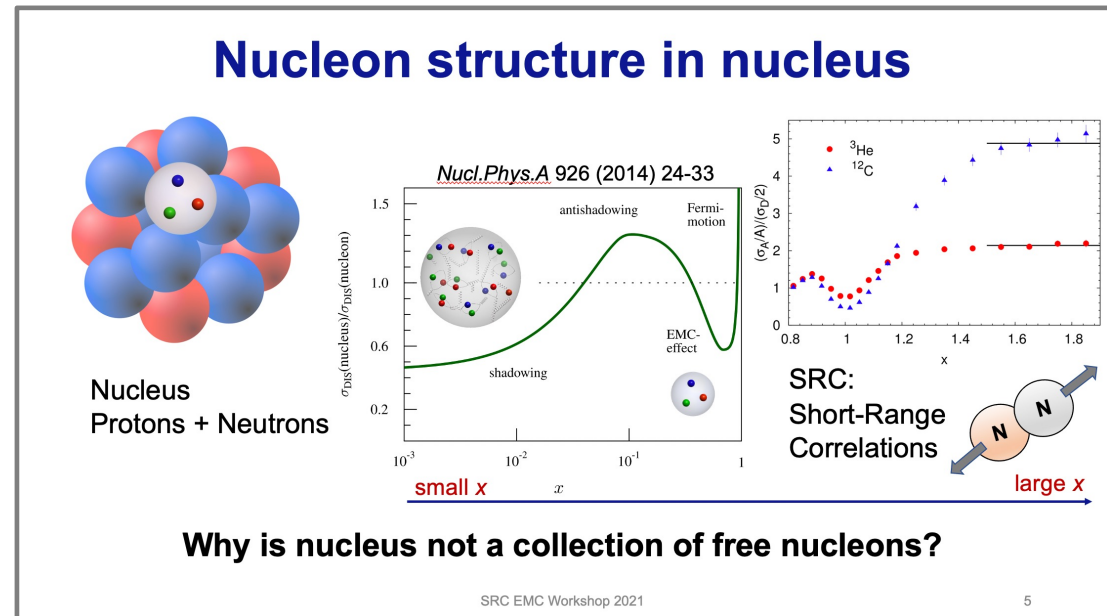 Nucleon structure in nucleus
Nucleus
Protons + Neutrons
Nucl.Phys.A 926 (2014) 24-33
σDIS(nucleus)/σDIS(nucleon)
1.5
1.0
0.6
0.2
antishadowing
Fermi-
motion
EMC-
effect
shadowing
10⁻³
10⁻²
10⁻¹
1
small x
x
large x
(σA/A)/(σD/2)
5
4
3
2
1
0
³He
¹²C
0.8
1
1.2
1.4
1.6
1.8
x
SRC:
Short-Range
Correlations
N
N
Why is nucleus not a collection of free nucleons?
SRC EMC Workshop 2021
5